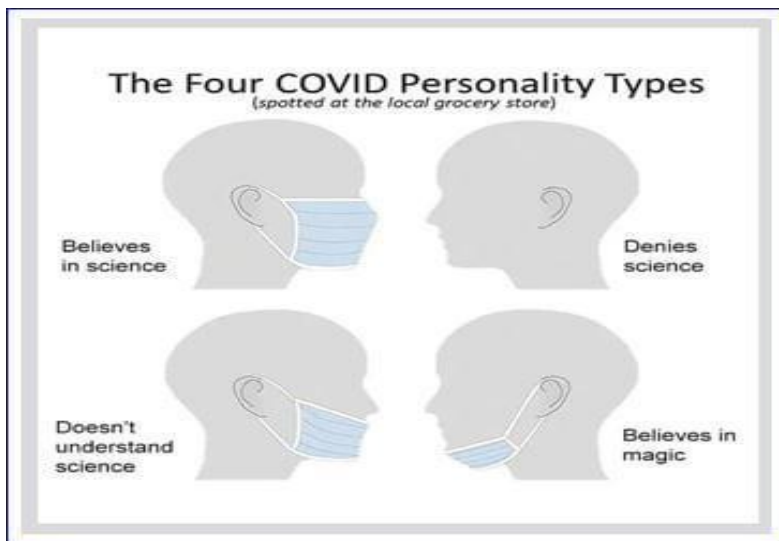 The Four COVID Personality Types
(spotted at the local grocery store)
Believes
in science
Denies
science
Doesn't
understand
science
Believes in
magic